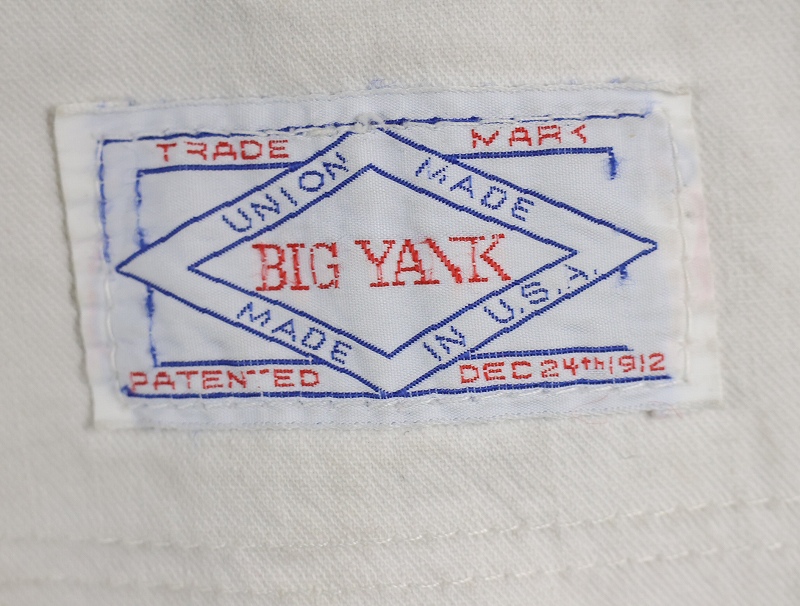 TRADE MARK
UNION MADE
BIG YANK
MADE IN U.S.A.
PATENTED DEC 24th 1912